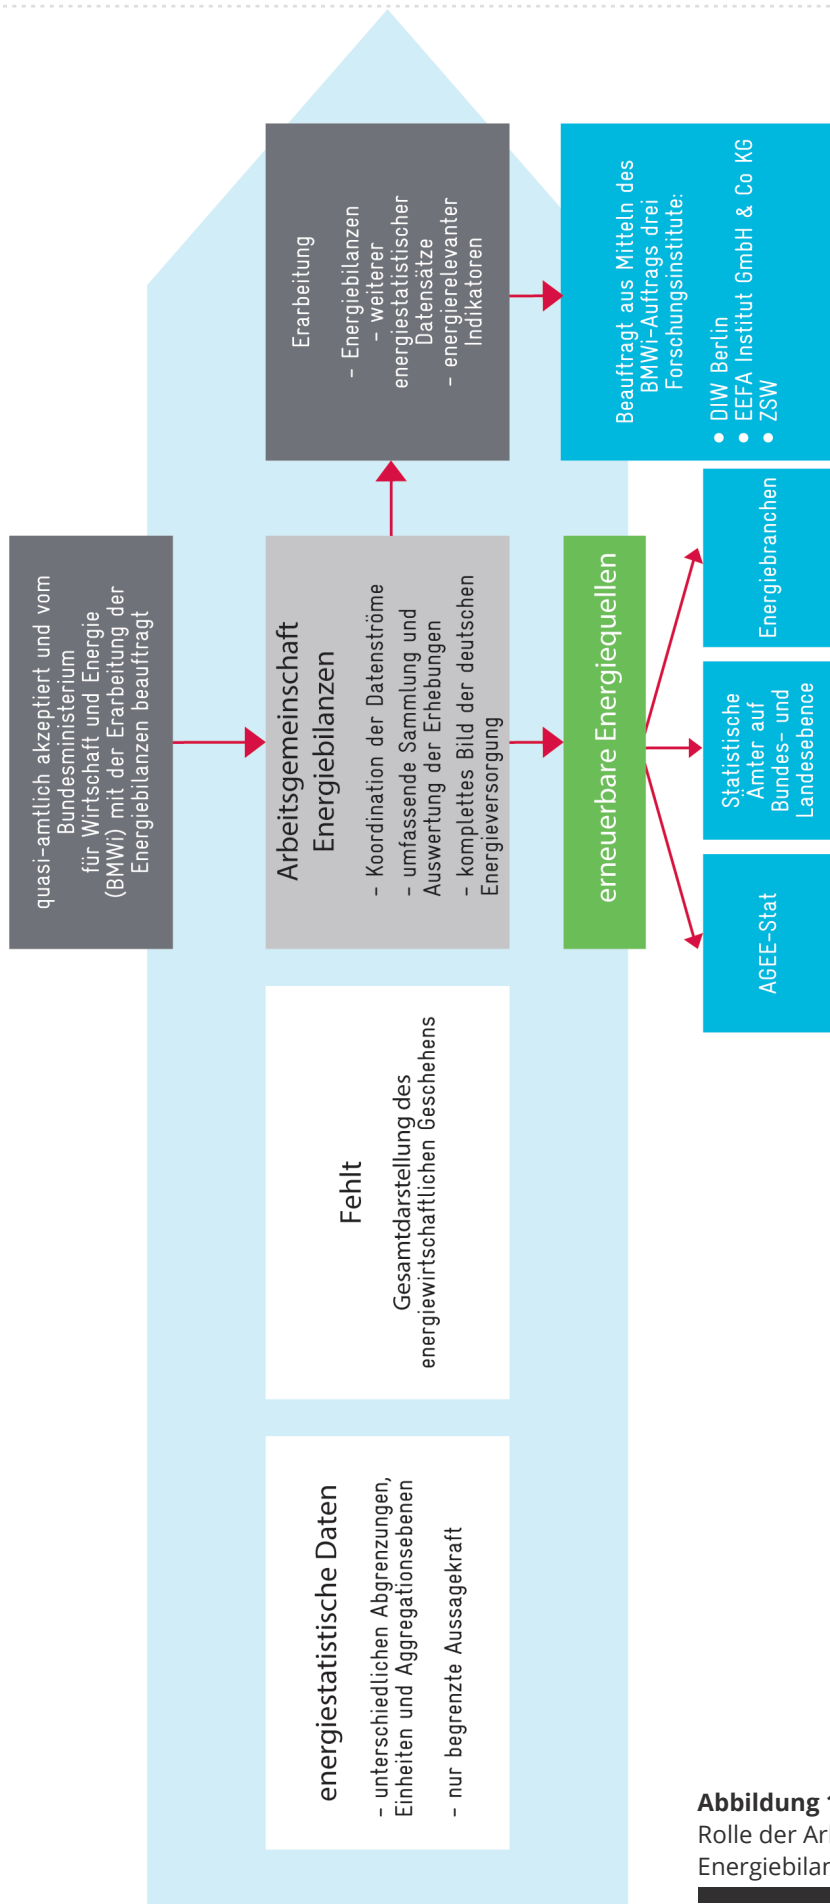 energiestatistische Daten
- unterschiedlichen Abgrenzungen,
Einheiten und Aggregationsebenen
- nur begrenzte Aussagekraft
Fehlt
Gesamtdarstellung des
energiewirtschaftlichen Geschehens
quasi-amtlich akzeptiert und vom
Bundesministerium
für Wirtschaft und Energie
(BMWi) mit der Erarbeitung der
Energiebilanzen beauftragt
Arbeitsgemeinschaft
Energiebilanzen
- Koordination der Datenströme
- umfassende Sammlung und
Auswertung der Erhebungen
- komplettes Bild der deutschen
Energieversorgung
erneuerbare Energiequellen
AGEE-Stat
Statistische
Ämter auf
Bundes- und
Landesebence
Energiebranchen
Erarbeitung
- Energiebilanzen
- weiterer
energiestatistischer
Datensätze
- energierelevanter
Indikatoren
Beauftragt aus Mitteln des
BMWi-Auftrags drei
Forschungsinstitute:
• DIW Berlin
• EEFA Institut GmbH & Co KG
• ZSW
Abbildung
Rolle der